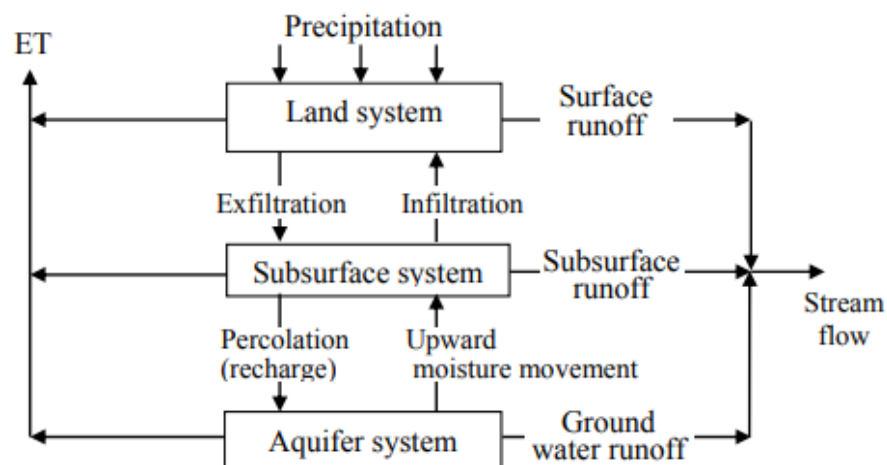 Precipitation
ET
Land system
Surface
runoff
Exfiltration
Infiltration
Subsurface system
Subsurface
runoff
Stream
flow
Percolation
(recharge)
Upward
moisture movement
Aquifer system
Ground
water runoff